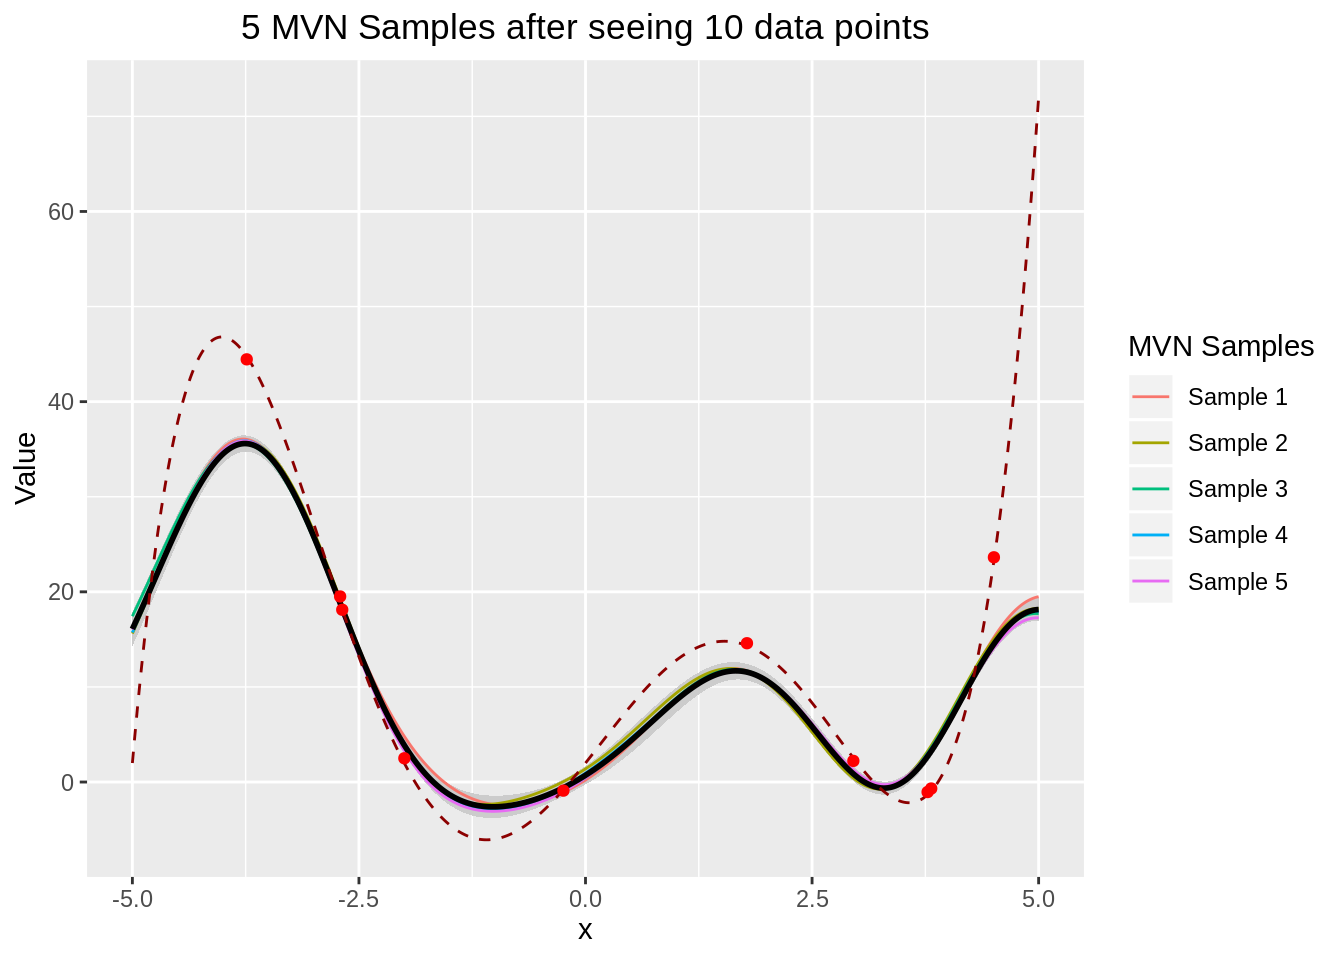 5 MVN Samples after seeing 10 data points
Value
60
40
20
0
-5.0
-2.5
0.0
2.5
5.0
x
MVN Samples
Sample 1
Sample 2
Sample 3
Sample 4
Sample 5